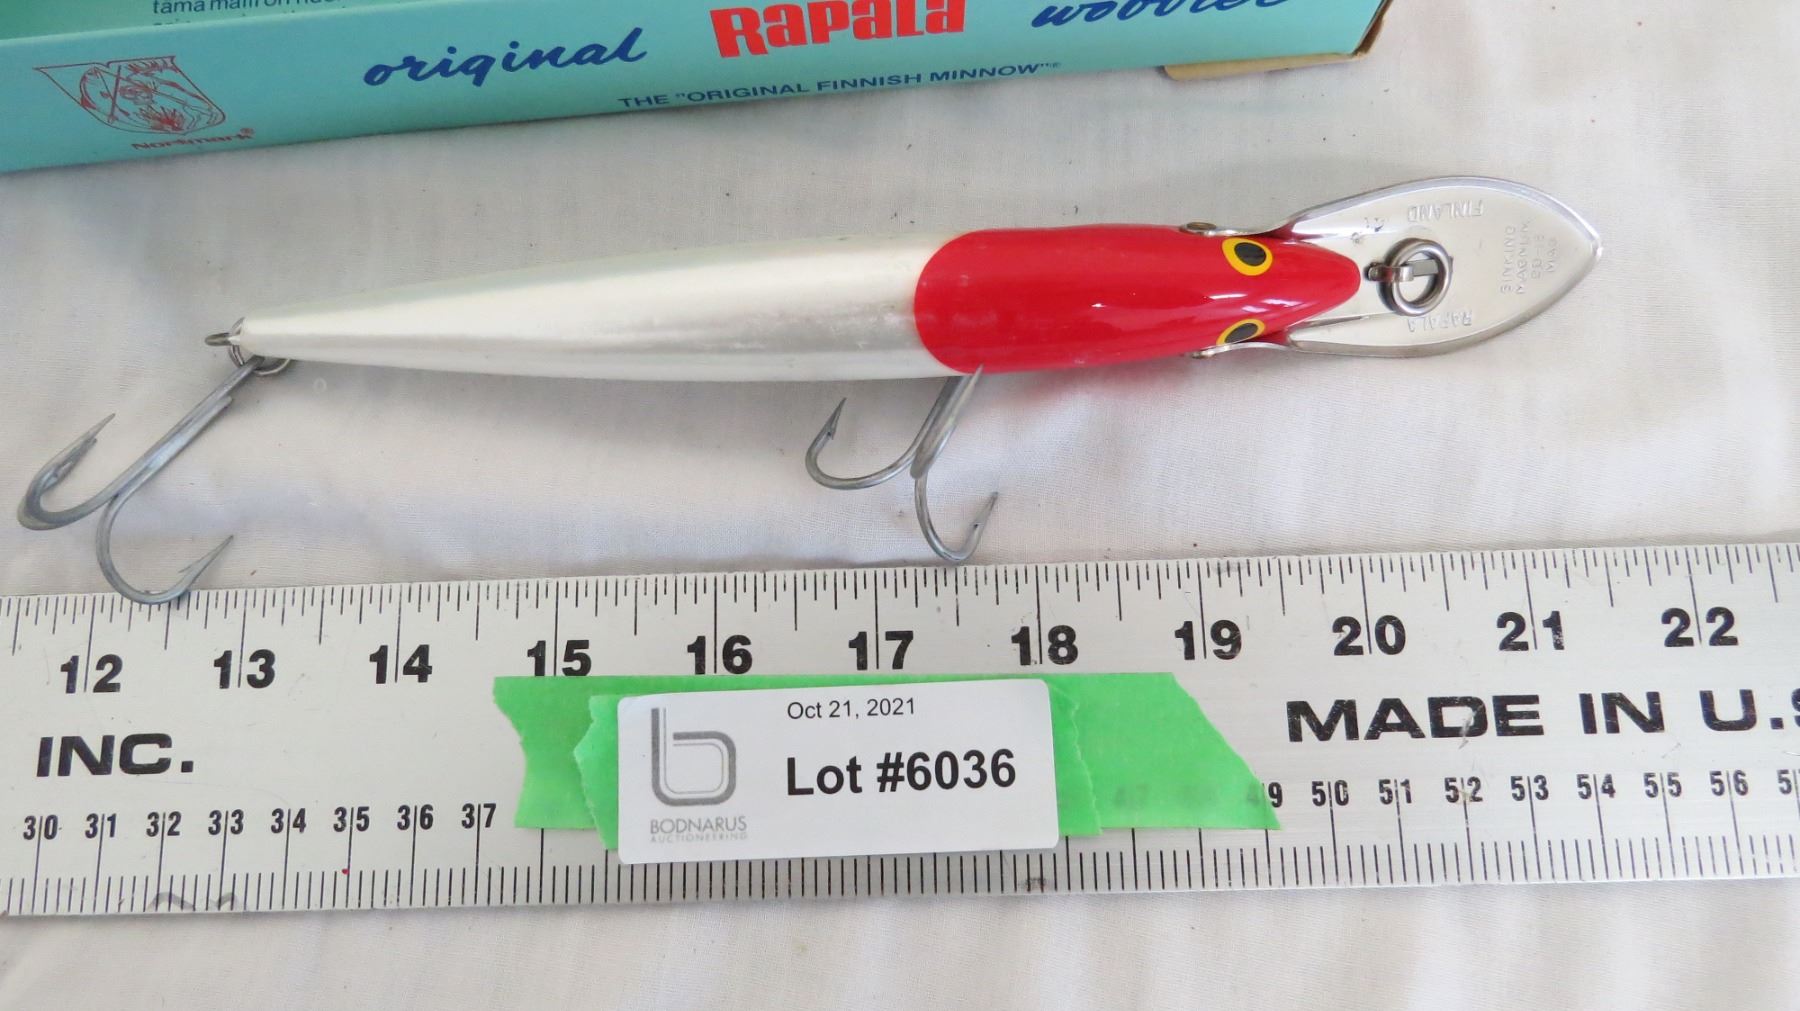 original Rapala wobbler
THE "ORIGINAL FINNISH MINNOW"®
Normark®
FINLAND
SINKING
MAGNUM
RAPALA
12 13 14 15 16 17 18 19 20 21 22
INC.
MADE IN U.S
30 31 32 33 34 35 36 37
49 50 51 52 53 54 55 56
Oct 21, 2021
Lot #6036
BODNARUS
AUCTIONEERING